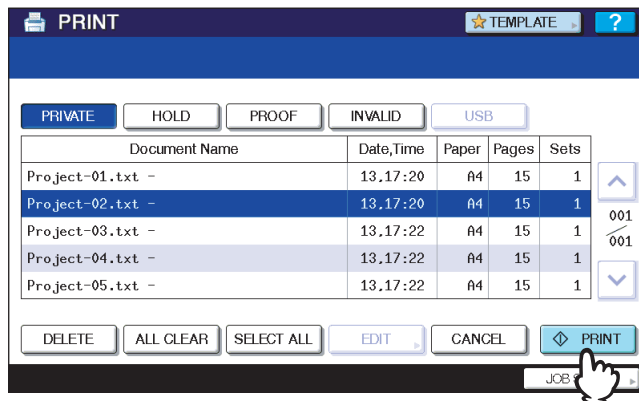 PRINT TEMPLATE ?
PRIVATE HOLD PROOF INVALID USB
Document Name Date,Time Paper Pages Sets
Project-01.txt - 13,17:20 A4 15 1
Project-02.txt - 13,17:20 A4 15 1
Project-03.txt - 13,17:22 A4 15 1
Project-04.txt - 13,17:22 A4 15 1
Project-05.txt - 13,17:22 A4 15 1
001
001
DELETE ALL CLEAR SELECT ALL EDIT CANCEL PRINT
JOB